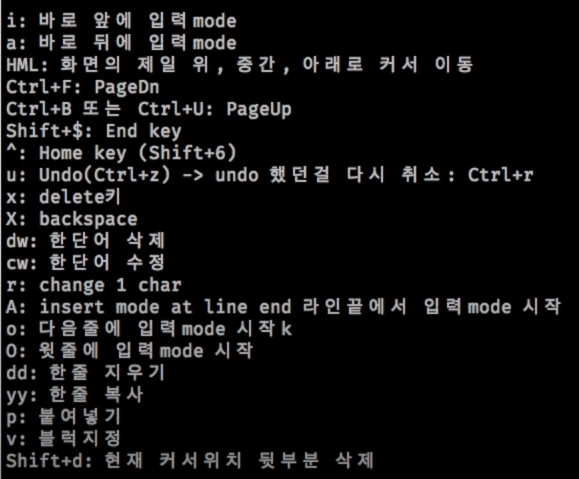 i: 바로 앞에 입력mode
a: 바로 뒤에 입력mode
HML: 화면의 제일 위, 중간, 아래로 커서 이동
Ctrl+F: PageDn
Ctrl+B 또는 Ctrl+U: PageUp
Shift+$: End key
^: Home key (Shift+6)
u: Undo(Ctrl+z) -> undo 했던걸 다시 취소: Ctrl+r
x: delete키
X: backspace
dw: 한단어 삭제
cw: 한단어 수정
r: change 1 char
A: insert mode at line end 라인끝에서 입력mode 시작
o: 다음줄에 입력mode 시작k
O: 윗줄에 입력mode 시작
dd: 한줄 지우기
yy: 한줄 복사
p: 붙여넣기
v: 블럭지정
Shift+d: 현재 커서위치 뒷부분 삭제